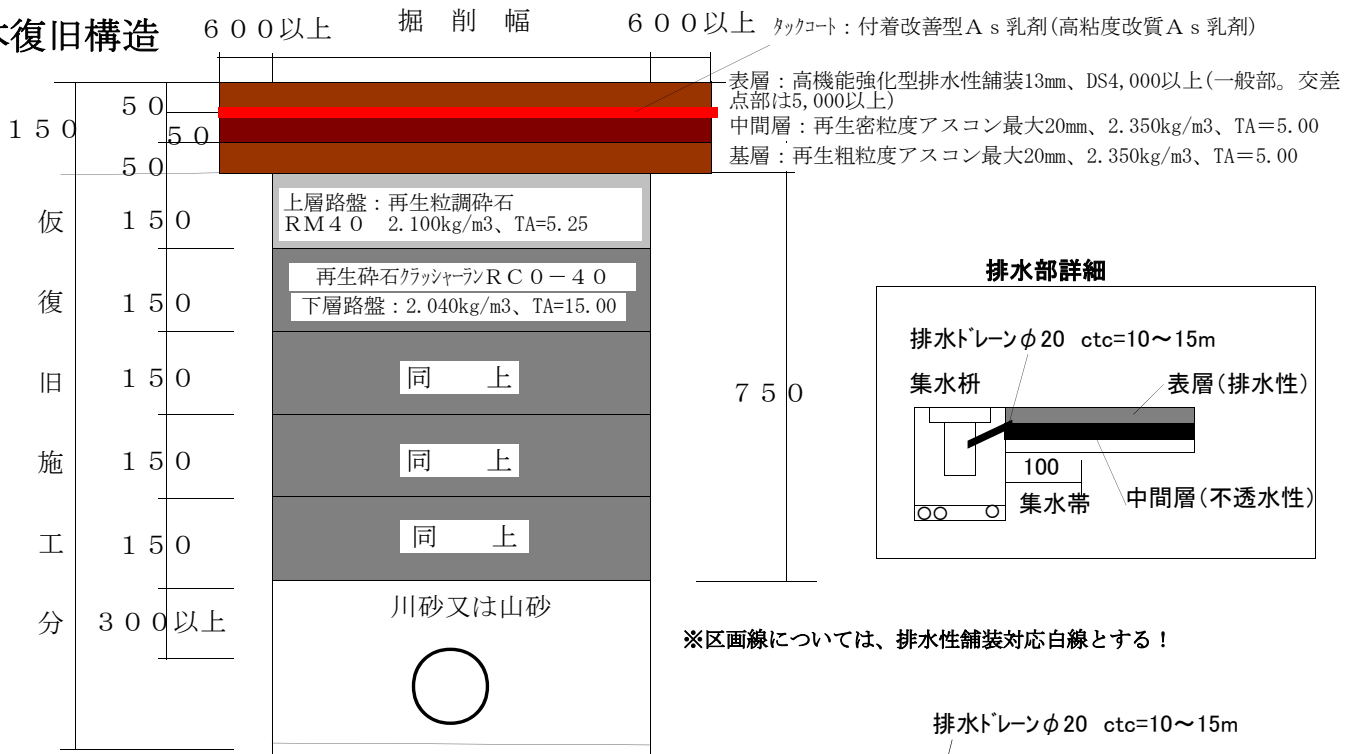 本復旧構造
600以上
掘削幅
600以上
タックコート：付着改善型Ａｓ乳剤(高粘度改質Ａｓ乳剤)
表層：高機能強化型排水性舗装13mm、DS4,000以上(一般部。交差
点部は5,000以上)
中間層：再生密粒度アスコン最大20mm、2.350kg/m3、TA＝5.00
基層：再生粗粒度アスコン最大20mm、2.350kg/m3、TA＝5.00
150
50
50
50
上層路盤：再生粒調砕石
ＲＭ４０　2.100kg/m3、TA=5.25
再生砕石クラッシャーランＲＣ０－４０
下層路盤：2.040kg/m3、TA=15.00
同　上
同　上
同　上
川砂又は山砂
仮復旧施工分
150
150
150
150
150
300以上
750
排水部詳細
排水ドレーンφ20 ctc=10～15m
集水枡
表層(排水性)
100
集水帯
中間層(不透水性)
※区画線については、排水性舗装対応白線とする！
排水ドレーンφ20 ctc=10～15m